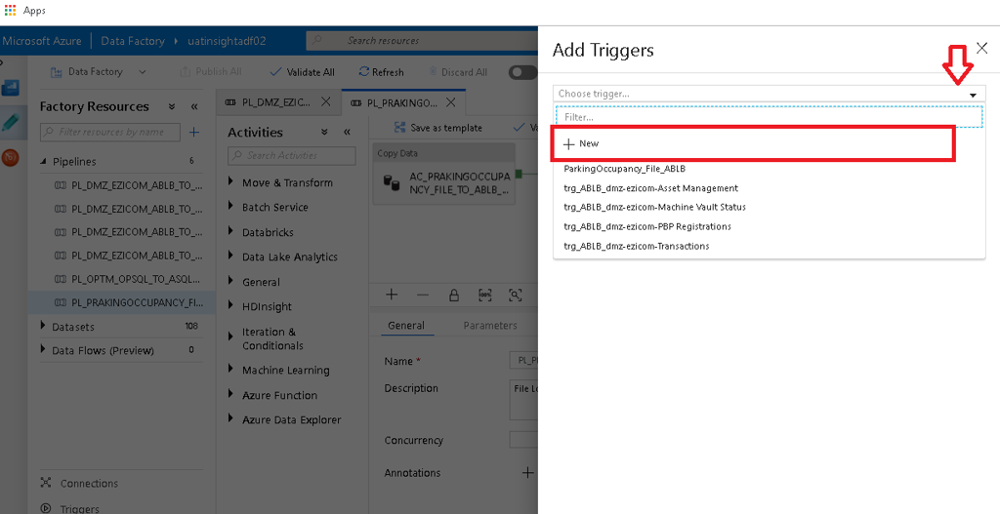 Apps
Microsoft Azure
Data Factory
uatinsightadf02
Search resources
Data Factory
Publish All
Validate All
Refresh
Discard All
Factory Resources
Filter resources by name
Pipelines
6
PL_DMZ_EZICOM_ABLB_TO_...
PL_DMZ_EZICOM_ABLB_TO_...
PL_DMZ_EZICOM_ABLB_TO_...
PL_DMZ_EZICOM_ABLB_TO_...
PL_OPTM_OPSQL_TO_ASQL...
PL_PRAKINGOCCUPANCY_FI...
Datasets
108
Data Flows (Preview)
0
Connections
Triggers
PL_DMZ_EZIC...
PL_PRAKINGO...
Activities
Search Activities
Move & Transform
Batch Service
Databricks
Data Lake Analytics
General
HDInsight
Iteration &
Conditionals
Machine Learning
Azure Function
Azure Data Explorer
Save as template
Va
Copy Data
AC_PRAKINGOCCUPA
NCY_FILE_TO_ABLB_...
General
Parameters
Name *
PL_P
Description
File Lo
Concurrency
Annotations
Add Triggers
Choose trigger...
Filter...
New
ParkingOccupancy_File_ABLB
trg_ABLB_dmz-ezicom-Asset Management
trg_ABLB_dmz-ezicom-Machine Vault Status
trg_ABLB_dmz-ezicom-PBP Registrations
trg_ABLB_dmz-ezicom-Transactions